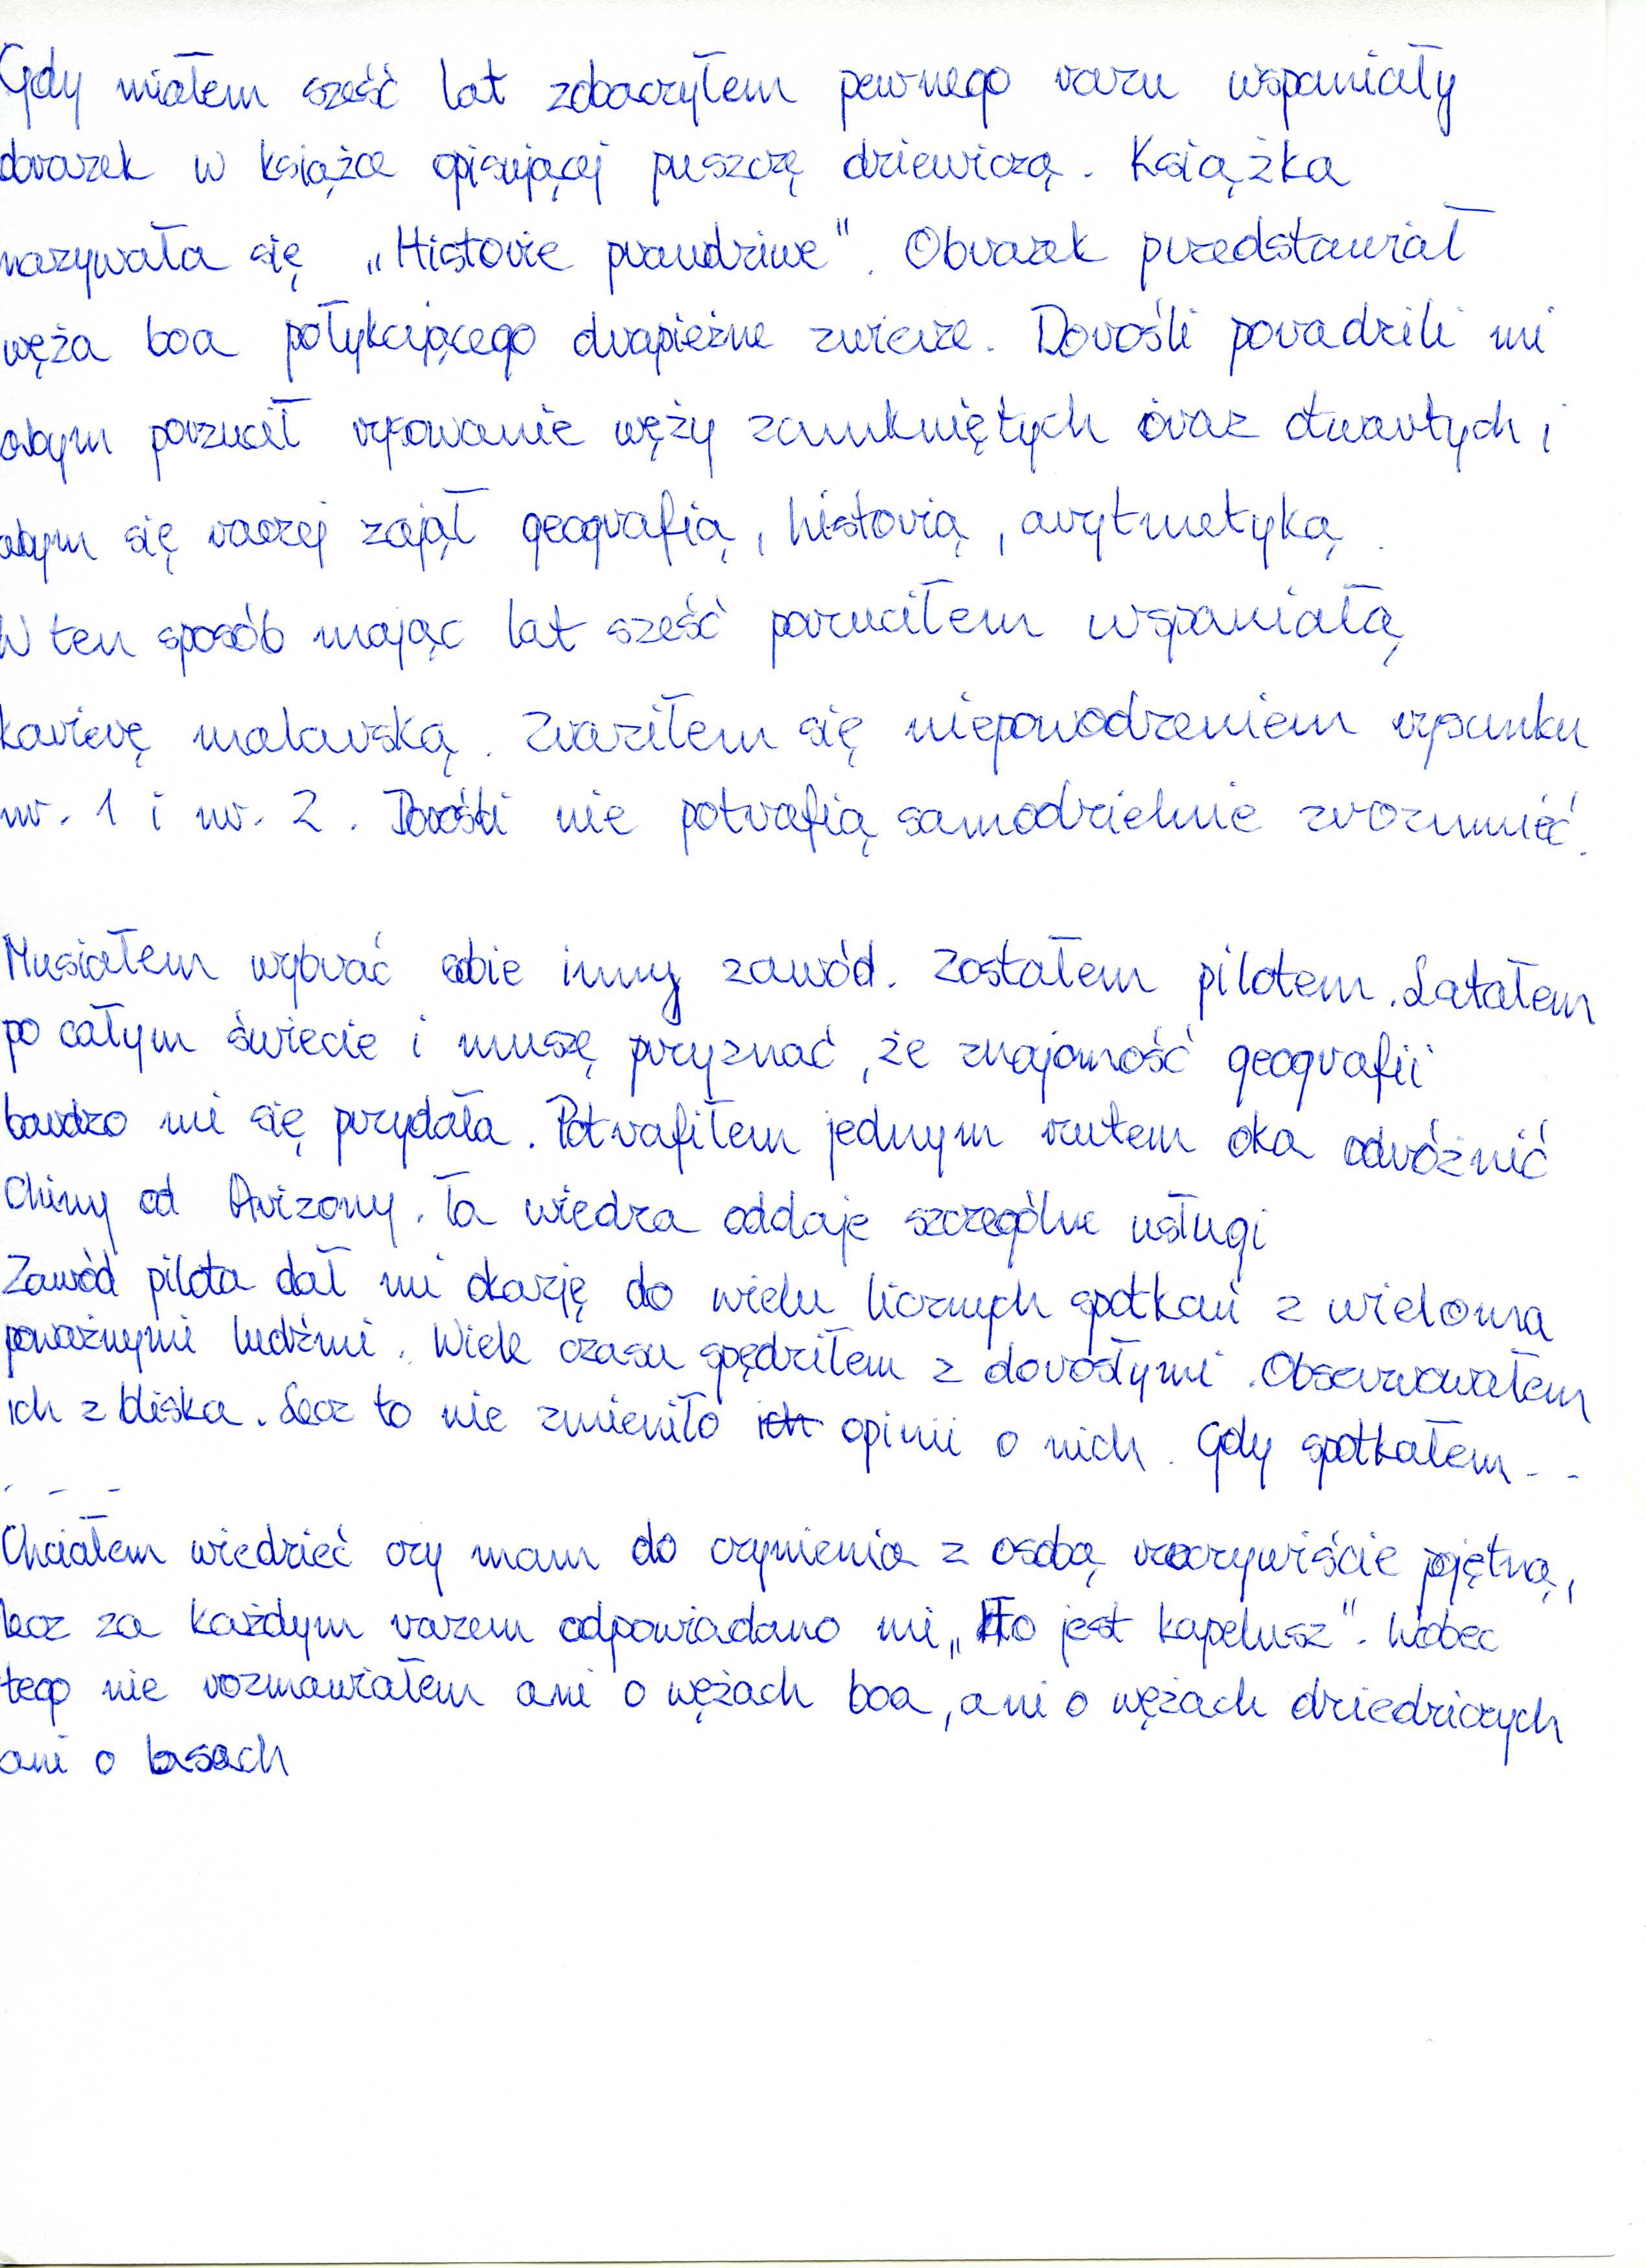 Gdy miałem sześć lat zobaczyłem pewnego razu wspaniały
obrazek w książce opisującej puszczę dziewiczą. Książka
nazywała się „Historie prawdziwe". Obrazek przedstawiał
węża boa połykającego drapieżne zwierze. Dorośli poradzili mi
abym porzucił rysowanie węży zamkniętych oraz otwartych i
abym się raczej zajął geografią, historią, arytmetyką.
W ten sposób mając lat sześć porzuciłem wspaniałą
karierę malarską. Zraziłem się niepowodzeniem rysunku
nr. 1 i nr. 2. Dorośli nie potrafią samodzielnie zrozumieć.
Musiałem wybrać sobie inny zawód. Zostałem pilotem. Latałem
po całym świecie i muszę przyznać, że znajomość geografii
bardzo mi się przydała. Potrafiłem jednym rzutem oka odróżnić
Chiny od Arizony. Ta wiedza oddaje szczególne usługi
Zawód pilota dał mi okazję do wielu licznych spotkań z wieloma
poważnymi ludźmi. Wiele czasu spędziłem z dorosłymi. Obserwowałem
ich z bliska. Lecz to nie zmieniło ich opinii o nich. Gdy spotkałem - -
- - -
Chciałem wiedzieć czy mam do czynienia z osobą rzeczywiście pojętną,
lecz za każdym razem odpowiadano mi „To jest kapelusz". Wobec
tego nie rozmawiałem ani o wężach boa, ani o wężach dziedziczych
ani o lasach